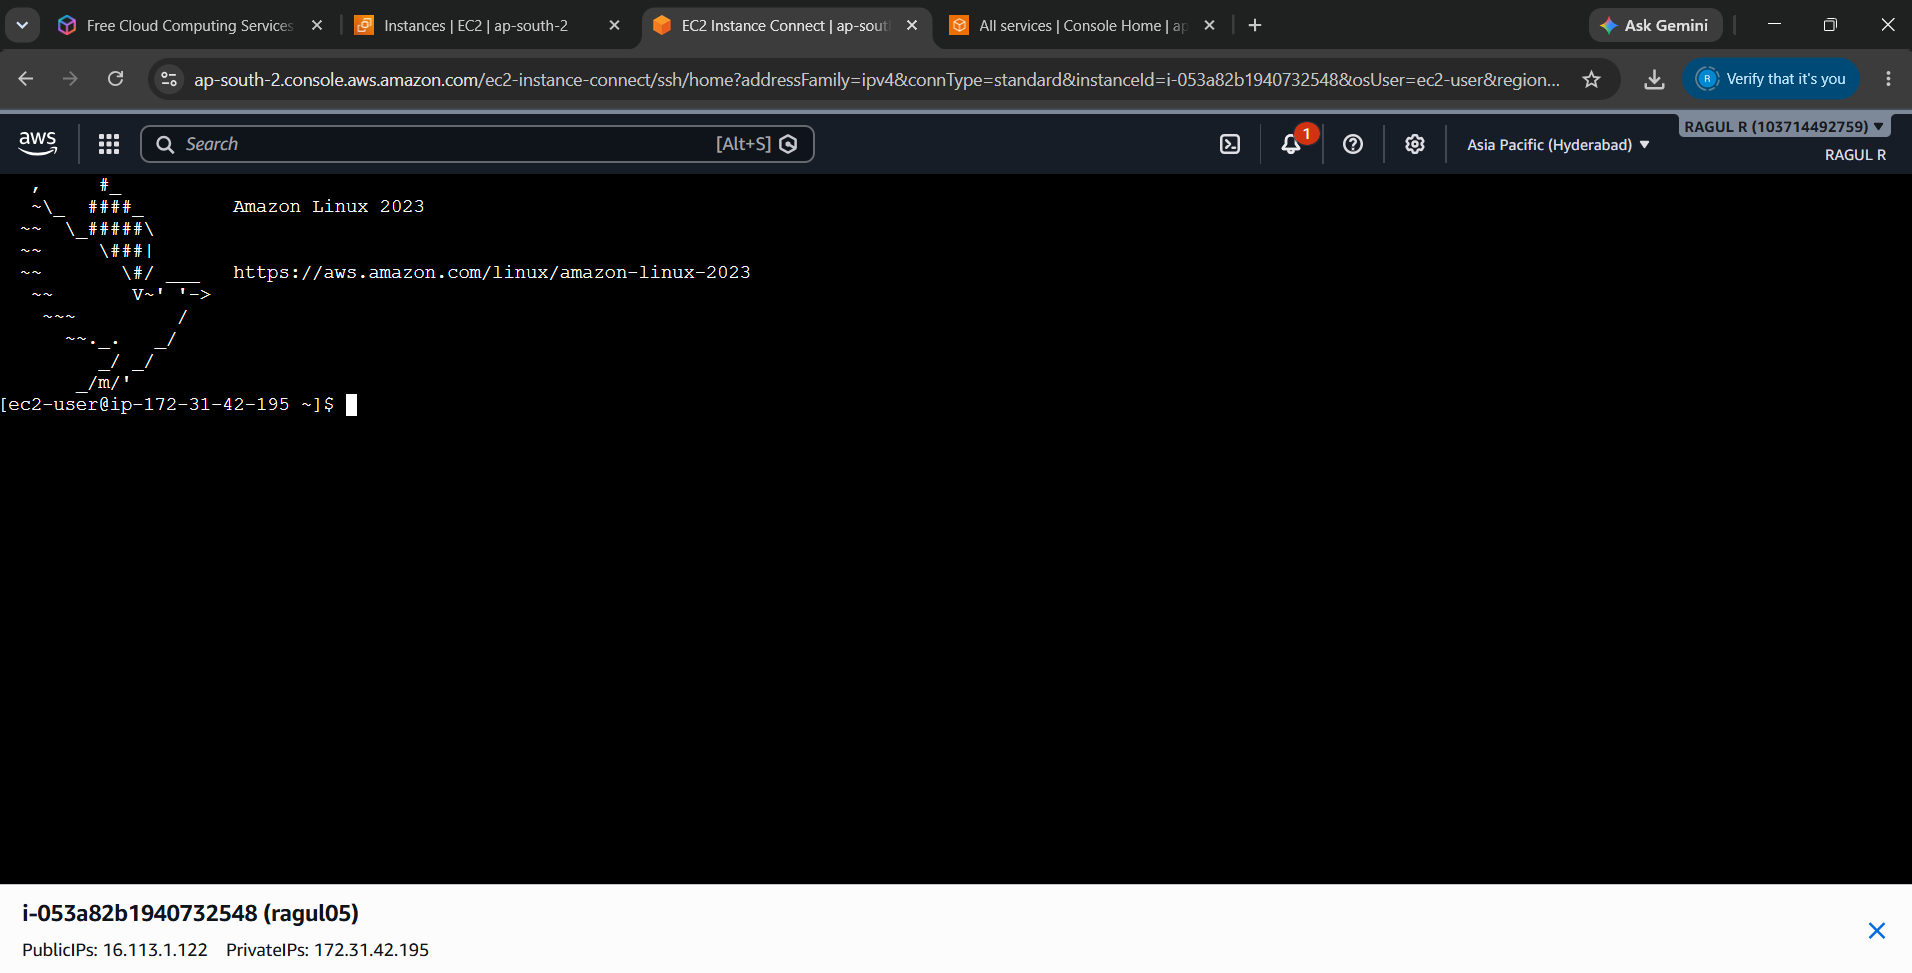 Free Cloud Computing Services
Instances | EC2 | ap-south-2
EC2 Instance Connect | ap-sout
All services | Console Home | ap
Ask Gemini
ap-south-2.console.aws.amazon.com/ec2-instance-connect/ssh/home?addressFamily=ipv4&connType=standard&instanceId=i-053a82b1940732548&osUser=ec2-user&region...
R
Verify that it's you
aws
Search
[Alt+S]
1
Asia Pacific (Hyderabad)
RAGUL R (103714492759)
RAGUL R
   ,     #_
   ~\_  ####_        Amazon Linux 2023
  ~~  \_#####\
  ~~     \###|
  ~~       \#/ ___   https://aws.amazon.com/linux/amazon-linux-2023
   ~~       V~' '->
    ~~~         /
      ~~._.   _/
         _/ _/
       _/m/'
[ec2-user@ip-172-31-42-195 ~]$
i-053a82b1940732548 (ragul05)
PublicIPs: 16.113.1.122 PrivateIPs: 172.31.42.195